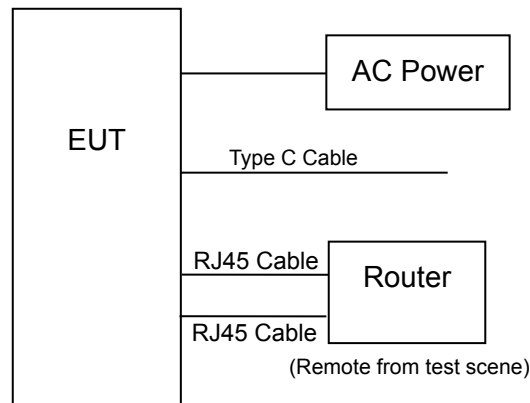 AC Power
EUT
Type C Cable
RJ45 Cable
Router
RJ45 Cable
(Remote from test scene)